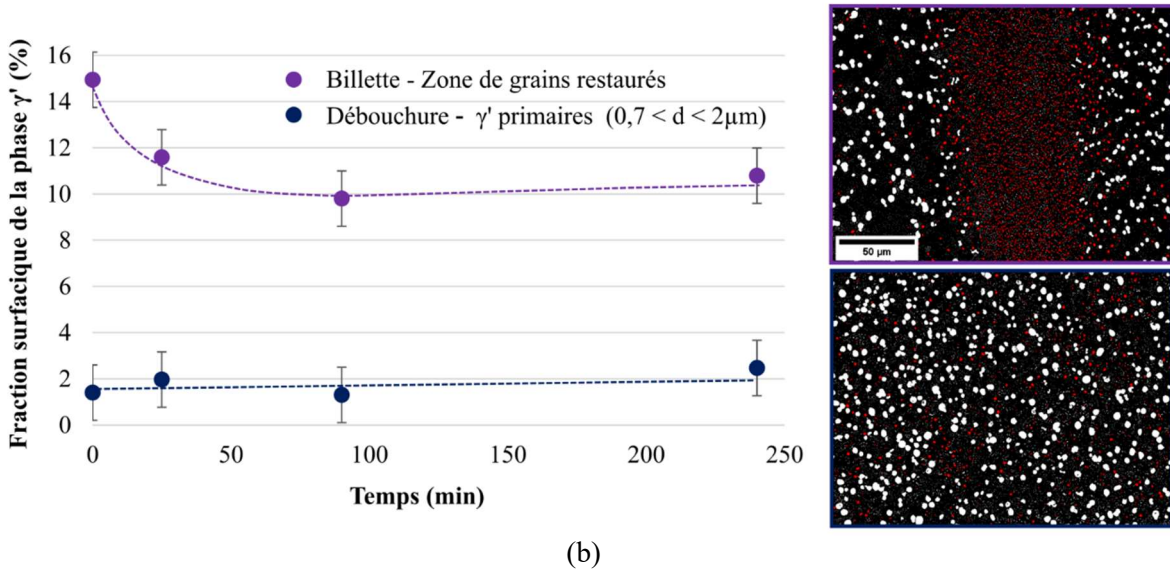 Fraction surfacique de la phase γ' (%)
16
14
12
10
8
6
4
2
0
Billette - Zone de grains restaurés
Débouchure - γ' primaires (0,7 < d < 2μm)
0
50
100
150
200
250
Temps (min)
50 μm
(b)